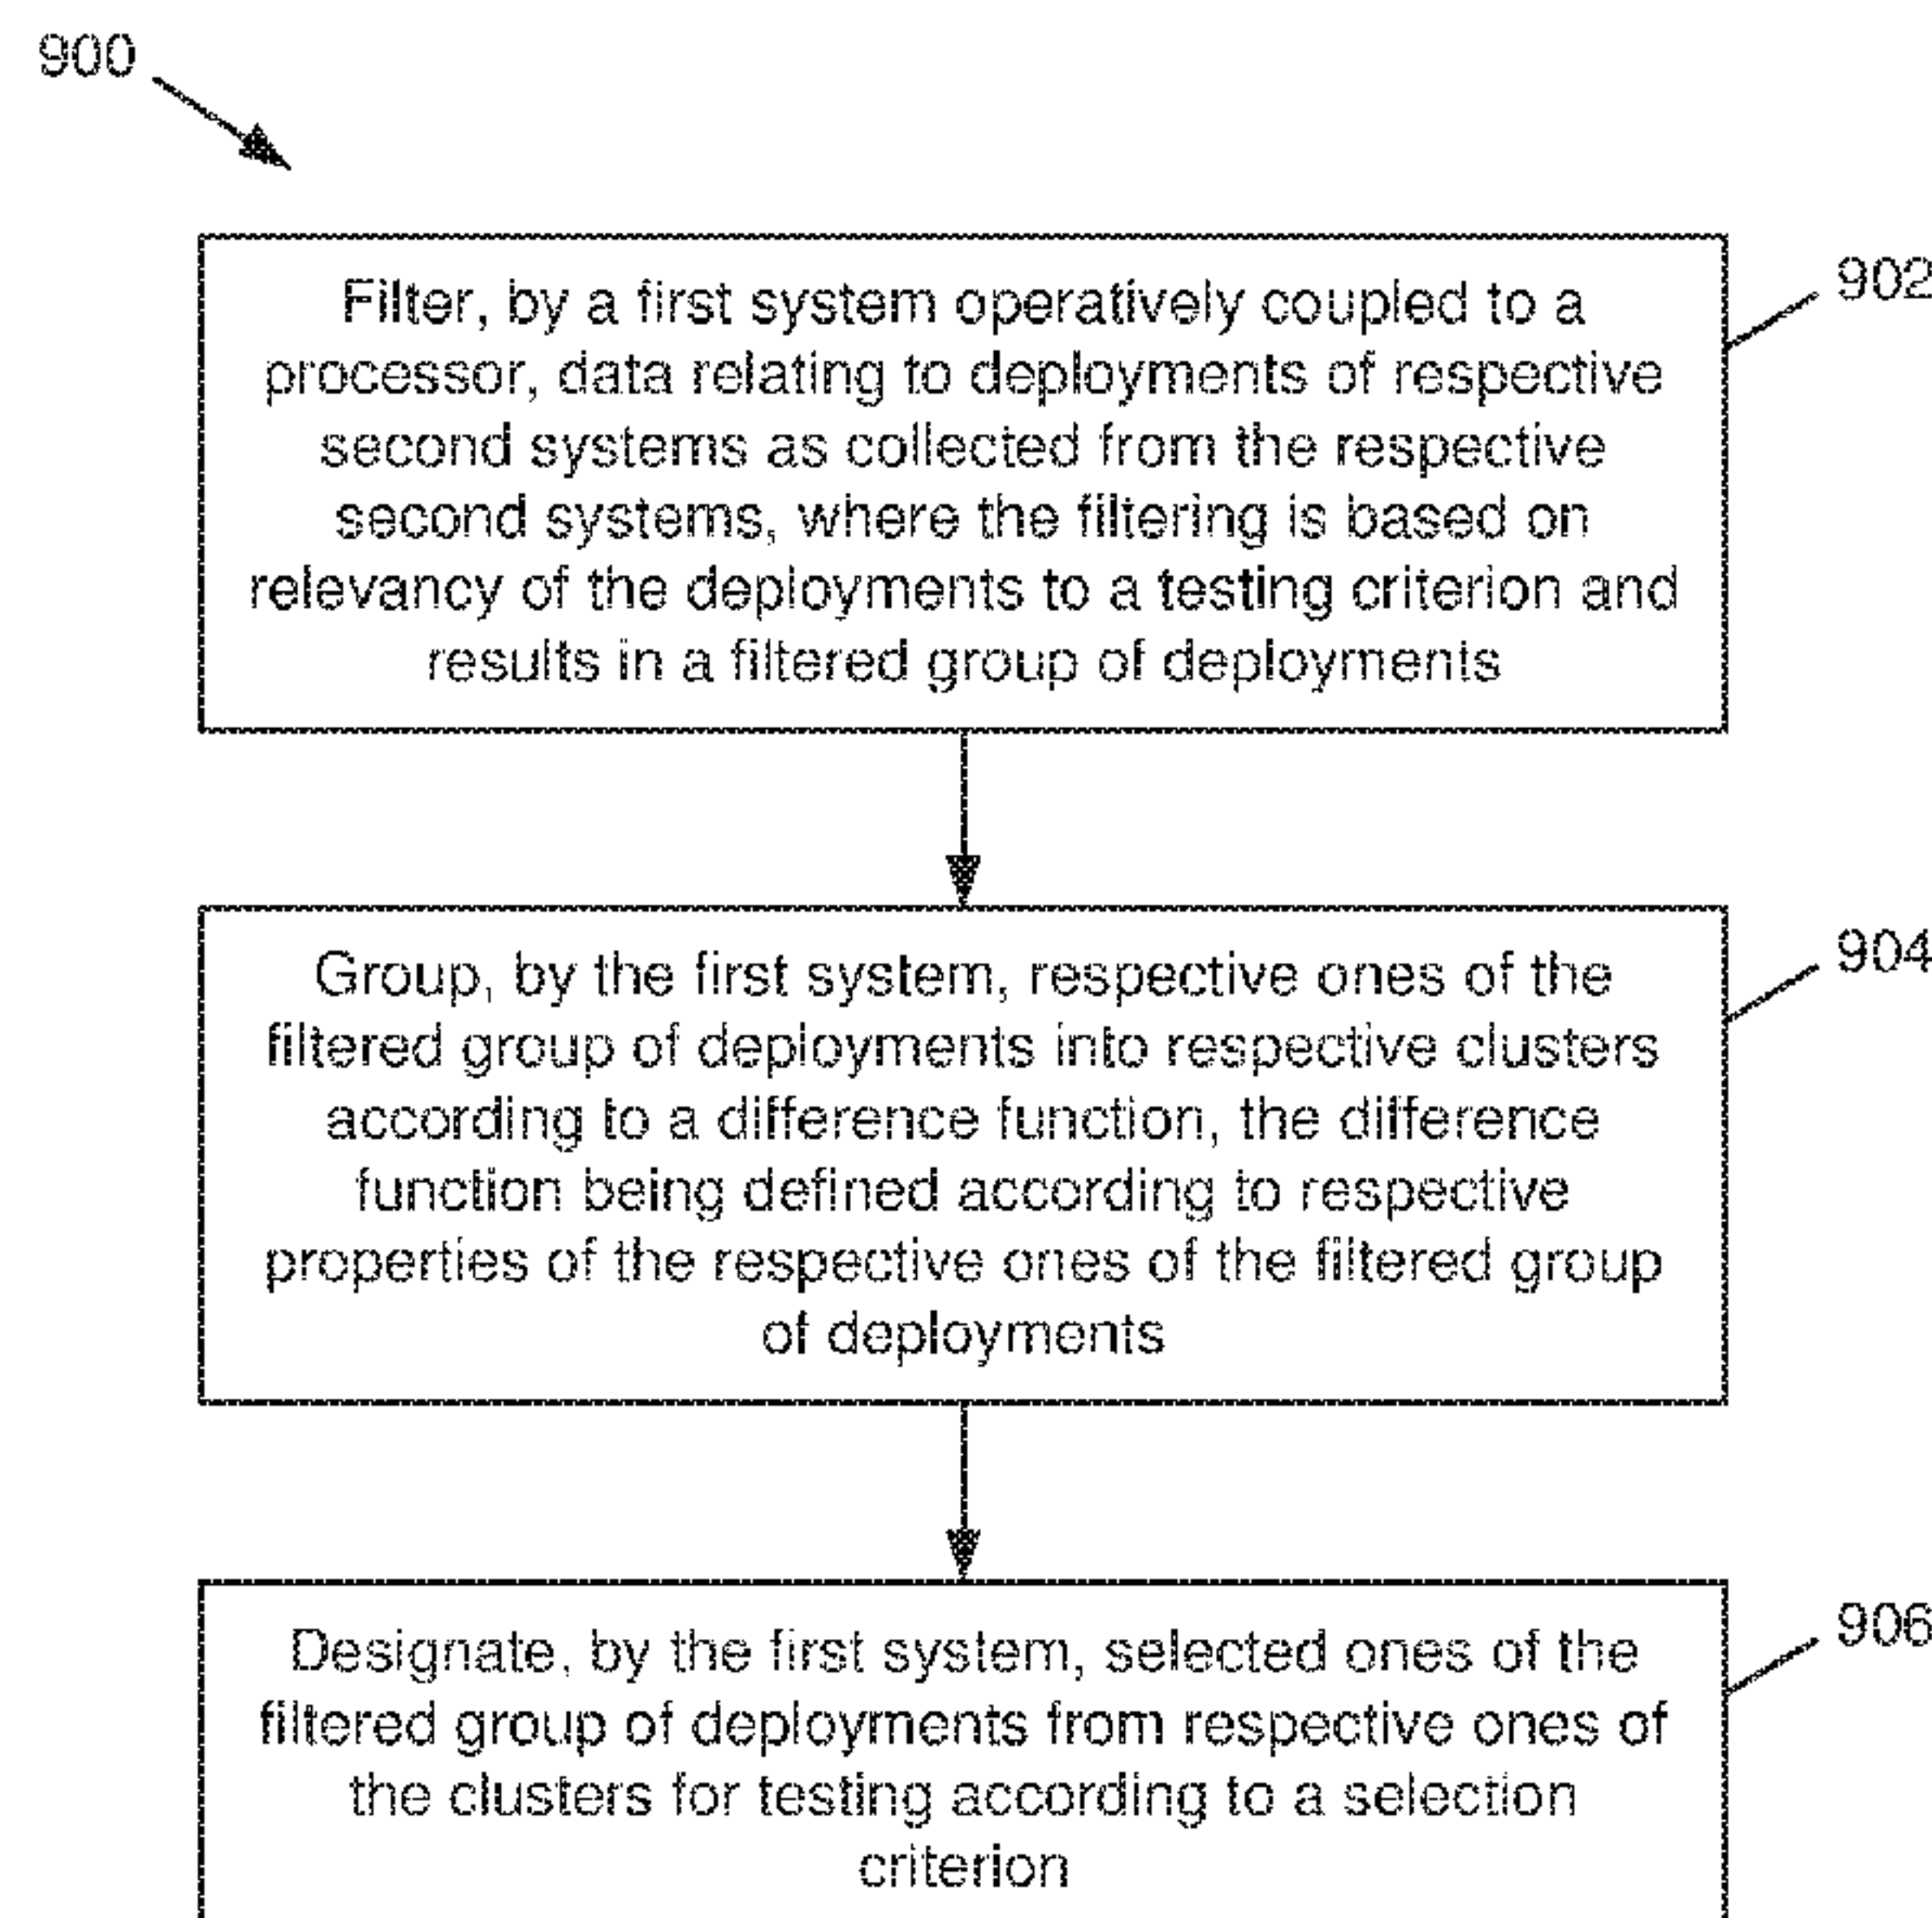 900
Filter, by a first system operatively coupled to a
processor, data relating to deployments of respective
second systems as collected from the respective
second systems, where the filtering is based on
relevancy of the deployments to a testing criterion and
results in a filtered group of deployments
902
Group, by the first system, respective ones of the
filtered group of deployments into respective clusters
according to a difference function, the difference
function being defined according to respective
properties of the respective ones of the filtered group
of deployments
904
Designate, by the first system, selected ones of the
filtered group of deployments from respective ones of
the clusters for testing according to a selection
criterion
906